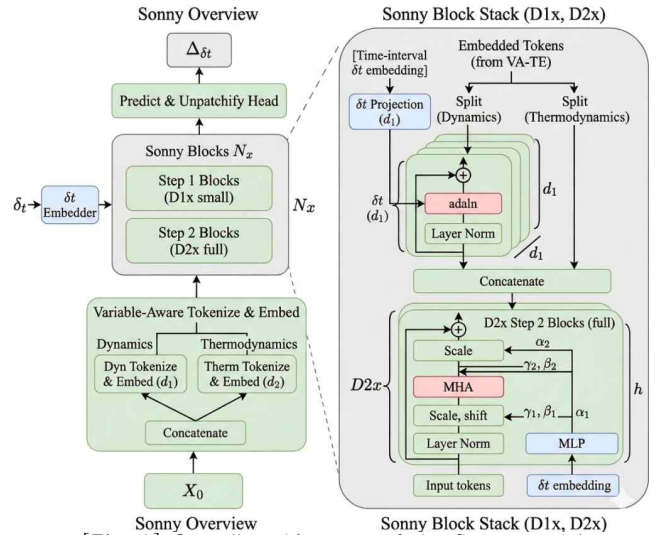 Sonny Overview
Δδt
Predict & Unpatchify Head
Sonny Blocks Nx
Step 1 Blocks
(D1x small)
Step 2 Blocks
(D2x full)
Nx
δt
δt
Embedder
Variable-Aware Tokenize & Embed
Dynamics
Thermodynamics
Dyn Tokenize
& Embed (d1)
Therm Tokenize
& Embed (d2)
Concatenate
X0
Sonny Overview
Sonny Block Stack (D1x, D2x)
[Time-interval
δt embedding]
Embedded Tokens
(from VA-TE)
δt Projection
(d1)
Split
(Dynamics)
Split
(Thermodynamics)
δt
(d1)
adaln
Layer Norm
d1
d1
Concatenate
D2x Step 2 Blocks (full)
Scale
α2
γ2, β2
MHA
D2x
h
Scale, shift
γ1, β1
α1
Layer Norm
MLP
Input tokens
δt embedding
Sonny Block Stack (D1x, D2x)